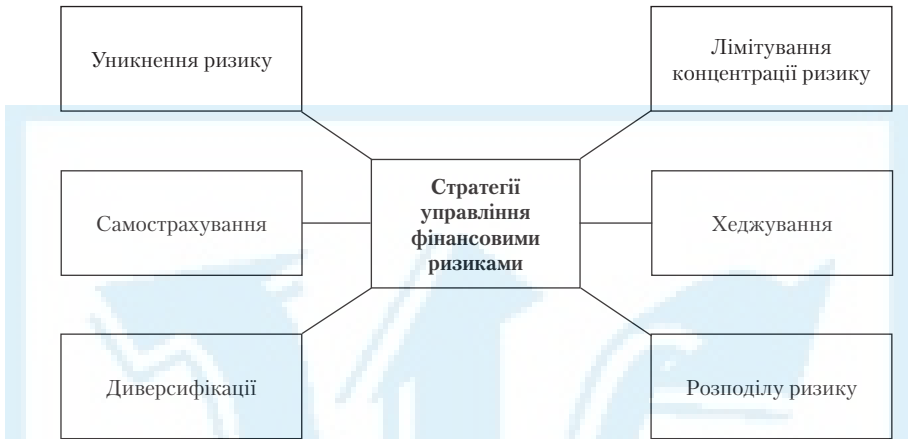 Уникнення ризику
Лімітування
концентрації ризику
Стратегії
управління
фінансовими
ризиками
Самострахування
Хеджування
Диверсифікації
Розподілу ризику